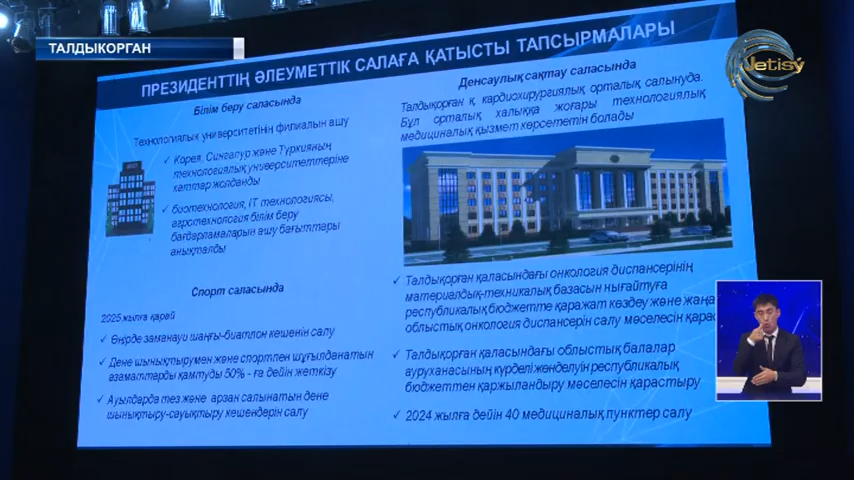 ТАЛДЫКОРГАН
Jetisý
ПРЕЗИДЕНТТІҢ ӘЛЕУМЕТТІК САЛАҒА ҚАТЫСТЫ ТАПСЫРМАЛАРЫ
Білім беру саласында
Технологиялық университетінің филиалын ашу
✓ Корея, Сингапур және Түркияның
технологиялық университеттеріне
хаттар жолданды
✓ биотехнология, IT технологиясы,
агротехнология білім беру
бағдарламаларын ашу бағыттары
анықталды
Спорт саласында
2025 жылға қарай
✓ Өңірде заманауи шаңғы-биатлон кешенін салу
✓ Дене шынықтырумен және спортпен шұғылданатын
азаматтарды қамтуды 50% - ға дейін жеткізу
✓ Ауылдарда тез және арзан салынатын дене
шынықтыру-сауықтыру кешендерін салу
Денсаулық сақтау саласында
Талдықорған қ. кардиохирургиялық орталық салынуда.
Бұл орталық халыққа жоғары технологиялық
медициналық қызмет көрсететін болады
✓ Талдықорған қаласындағы онкология диспансерінің
материалдық-техникалық базасын нығайтуға
республикалық бюджетте қаражат көздеу және жаңа
облыстық онкология диспансерін салу мәселесін қарас
✓ Талдықорған қаласындағы облыстық балалар
ауруханасының күрделі жөнделуін республикалық
бюджеттен қаржыландыру мәселесін қарастыру
✓ 2024 жылға дейін 40 медициналық пунктер салу